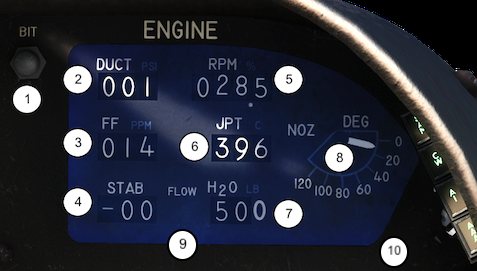 ENGINE
BIT
DUCT PSI RPM %
2 001 0285 5
1
FF PPM JPT C NOZ DEG
3 014 6 396 8 0
20
40
120 100 80 60
STAB FLOW H2O LB
4 -00 500 7
9 10